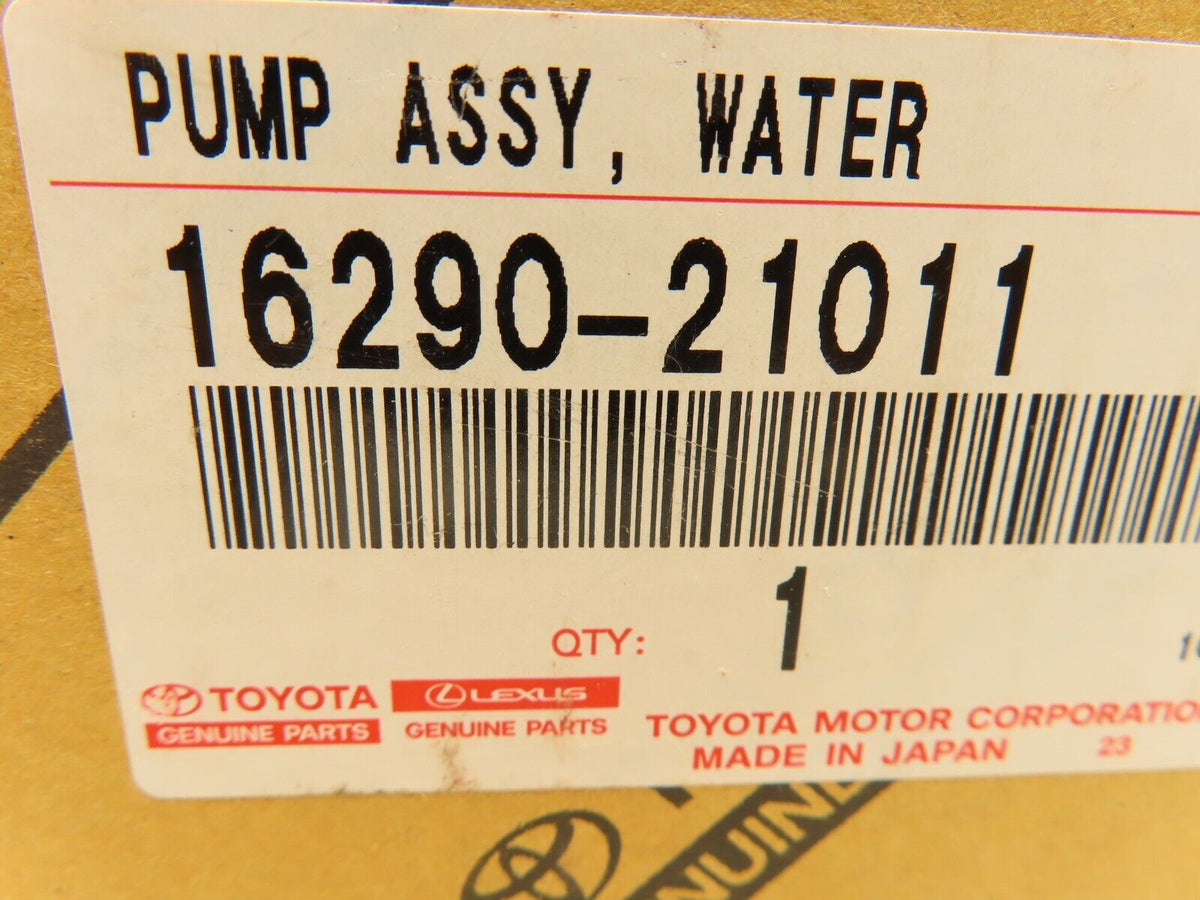 PUMP ASSY, WATER
16290-21011
QTY: 1
TOYOTA
GENUINE PARTS
LEXUS
GENUINE PARTS
TOYOTA MOTOR CORPORATIO
MADE IN JAPAN 23